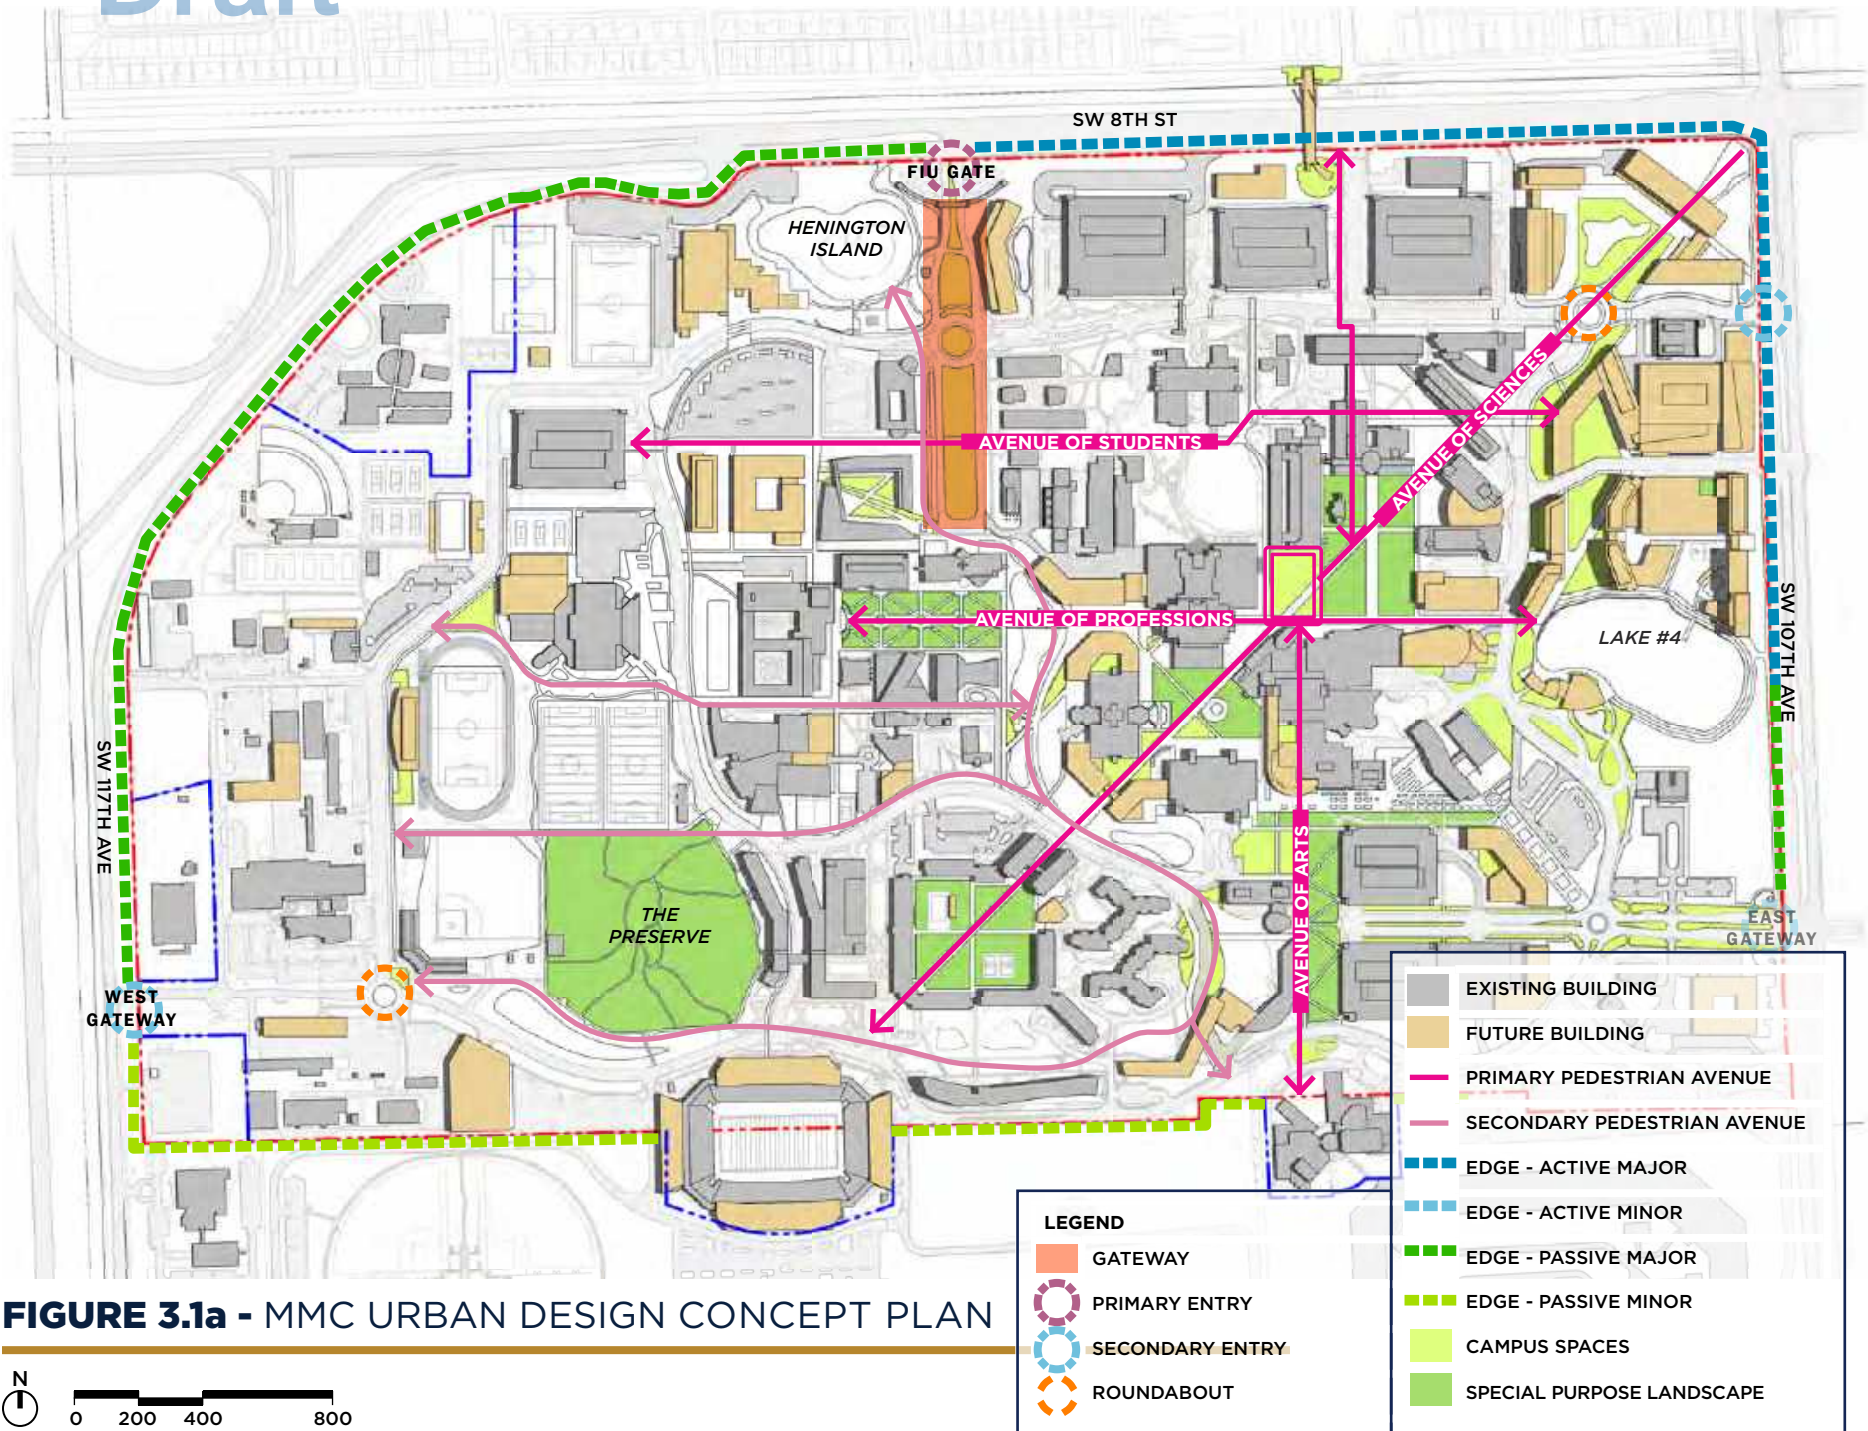 Draft
SW 8TH ST
FIU GATE
HENINGTON
ISLAND
AVENUE OF SCIENCES
AVENUE OF STUDENTS
AVENUE OF PROFESSIONS
SW 107TH AVE
LAKE #4
SW 117TH AVE
AVENUE OF ARTS
THE
PRESERVE
EAST
GATEWAY
WEST
GATEWAY
EXISTING BUILDING
FUTURE BUILDING
PRIMARY PEDESTRIAN AVENUE
SECONDARY PEDESTRIAN AVENUE
EDGE - ACTIVE MAJOR
EDGE - ACTIVE MINOR
EDGE - PASSIVE MAJOR
EDGE - PASSIVE MINOR
CAMPUS SPACES
SPECIAL PURPOSE LANDSCAPE
LEGEND
GATEWAY
PRIMARY ENTRY
SECONDARY ENTRY
ROUNDABOUT
FIGURE 3.1a - MMC URBAN DESIGN CONCEPT PLAN
N
0 200 400 800